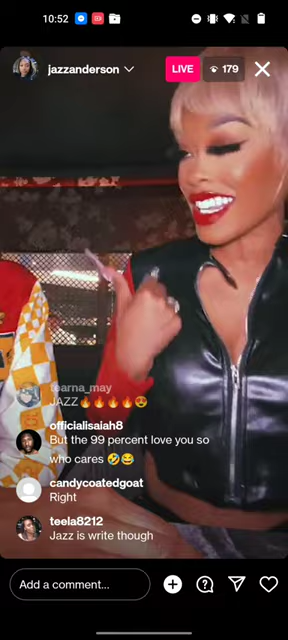 10:52
jazzanderson
LIVE
179
tearna_may
JAZZ🔥🔥🔥🔥😍
officialisaiah8
But the 99 percent love you so
who cares 🤣😂
candycoatedgoat
Right
teela8212
Jazz is write though
Add a comment...